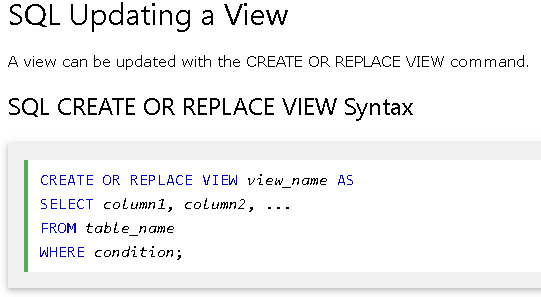 SQL Updating a View
A view can be updated with the CREATE OR REPLACE VIEW command.
SQL CREATE OR REPLACE VIEW Syntax
CREATE OR REPLACE VIEW view_name AS
SELECT column1, column2, ...
FROM table_name
WHERE condition;